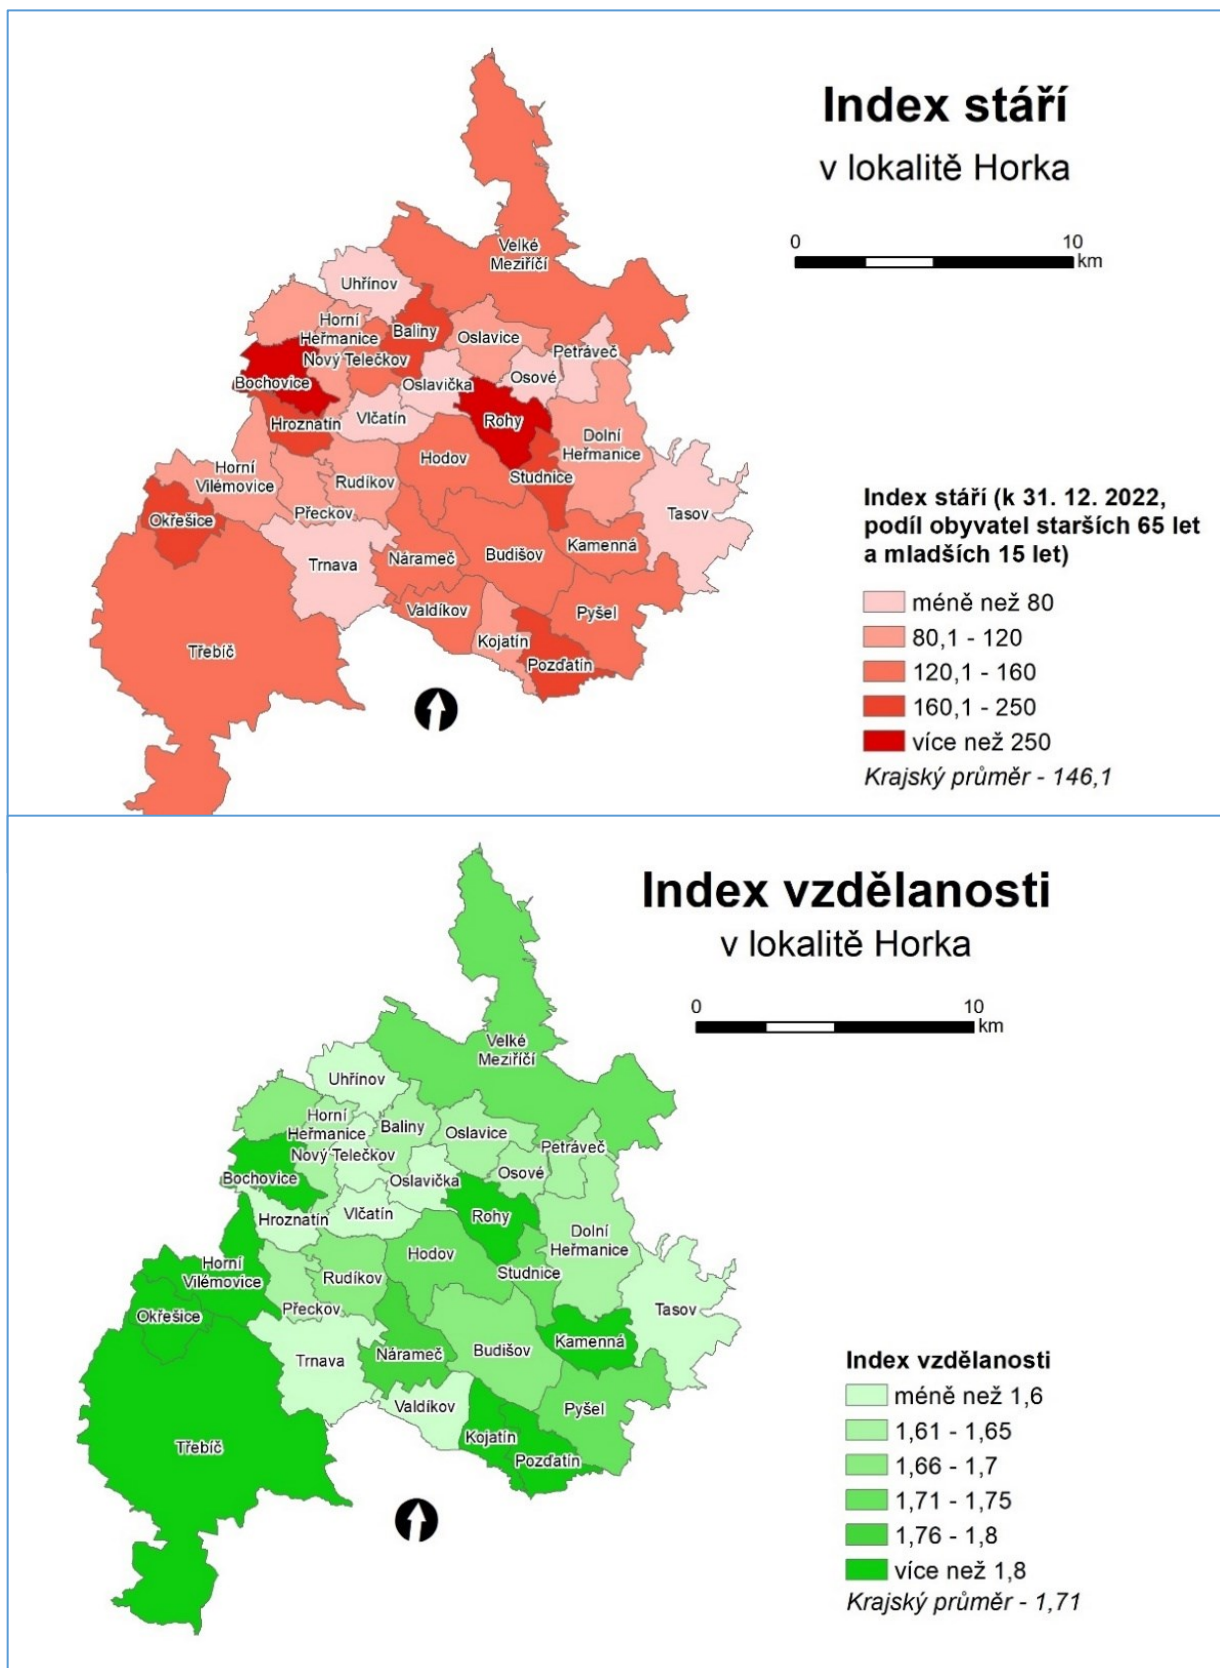 Index stáří
v lokalitě Horka
0 10
km
Velké
Meziříčí
Uhřínov
Horní
Heřmanice
Baliny
Oslavice
Petráveč
Nový Telečkov
Bochovice
Oslavička
Osové
Hroznatín
Vlčatín
Rohy
Dolní
Heřmanice
Hodov
Studnice
Horní
Vilémovice
Rudíkov
Přeckov
Okřešice
Tasov
Trnava
Nárameč
Budišov
Kamenná
Valdíkov
Pyšel
Kojatín
Pozďatín
Třebíč
Index stáří (k 31. 12. 2022,
podíl obyvatel starších 65 let
a mladších 15 let)
méně než 80
80,1 - 120
120,1 - 160
160,1 - 250
více než 250
Krajský průměr - 146,1
Index vzdělanosti
v lokalitě Horka
0 10
km
Velké
Meziříčí
Uhřínov
Horní
Heřmanice
Baliny
Oslavice
Petráveč
Nový Telečkov
Bochovice
Oslavička
Osové
Hroznatín
Vlčatín
Rohy
Dolní
Heřmanice
Hodov
Studnice
Horní
Vilémovice
Rudíkov
Přeckov
Okřešice
Tasov
Trnava
Nárameč
Budišov
Kamenná
Valdíkov
Pyšel
Kojatín
Pozďatín
Třebíč
Index vzdělanosti
méně než 1,6
1,61 - 1,65
1,66 - 1,7
1,71 - 1,75
1,76 - 1,8
více než 1,8
Krajský průměr - 1,71